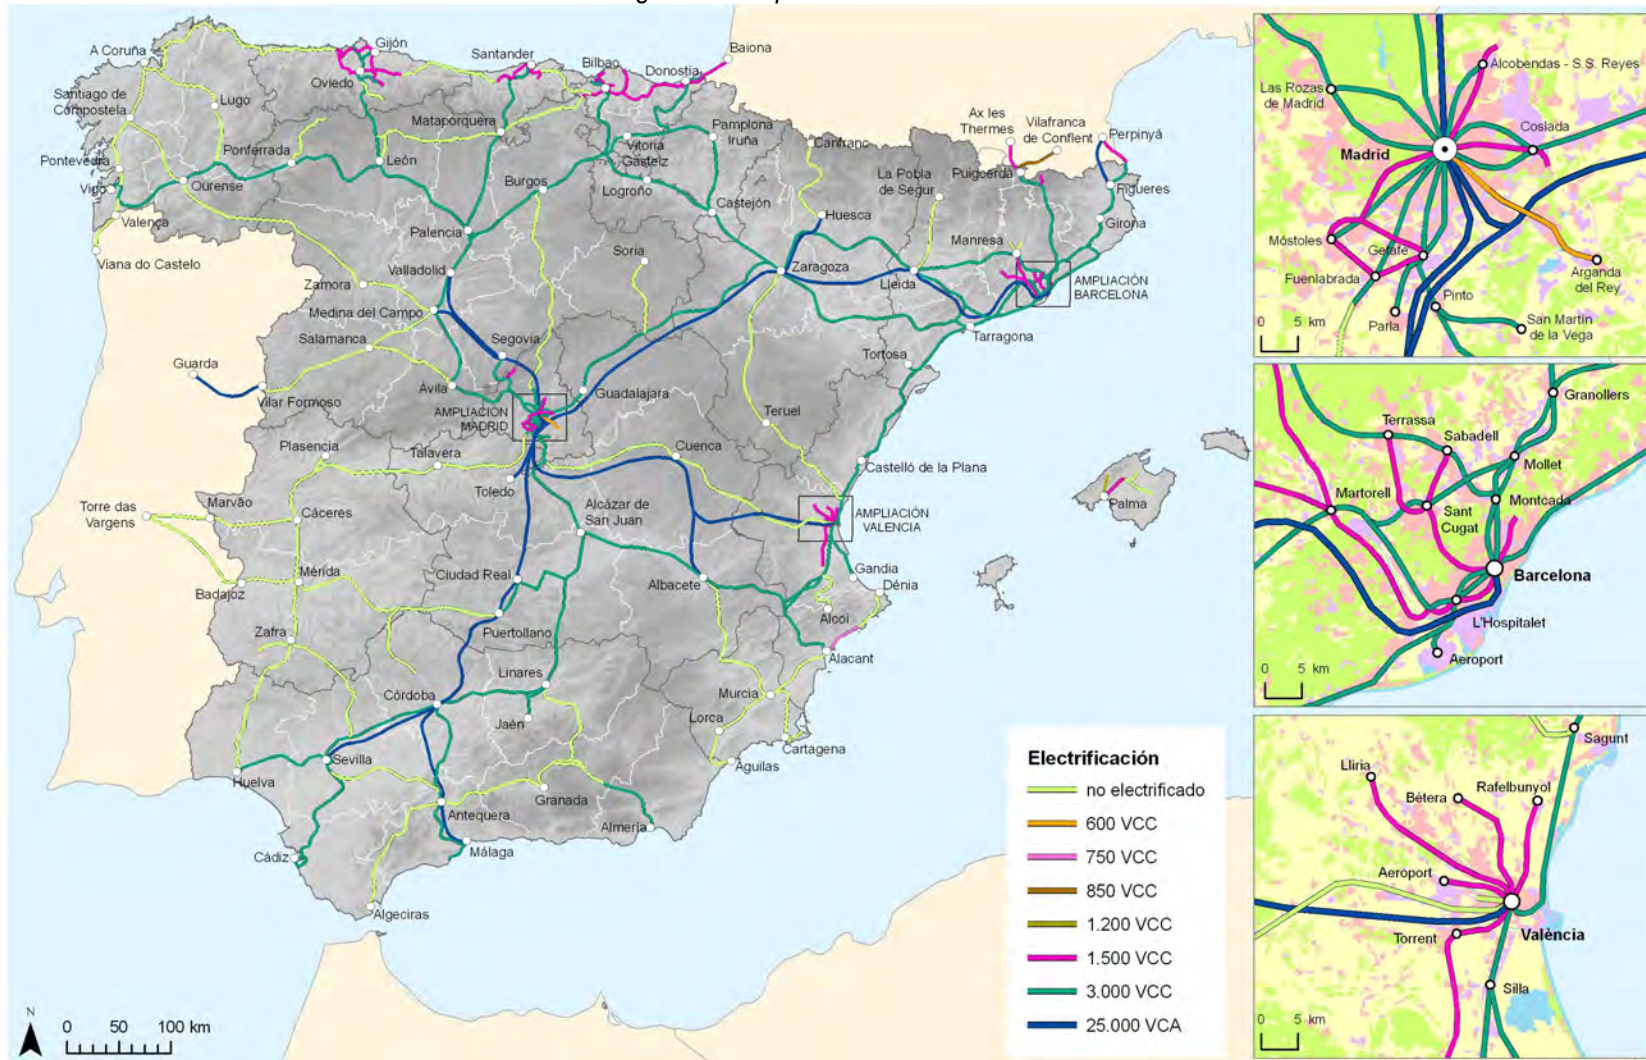 A Coruña
Gijón
Santander
Bilbao
Baiona
Donostia
Oviedo
Santiago de
Compostela
Lugo
Mataporquera
Pamplona
Iruña
Ax les
Thermes
Vilafranca
de Conflent
Perpinyà
Canfranc
Pontevedra
Ponferrada
León
Vitoria
Gasteiz
Puigcerdà
Vigo
Ourense
Burgos
Logroño
La Pobla
de Segur
Figueres
Valença
Castejón
Huesca
Girona
Palencia
Manresa
Viana do Castelo
Soria
Valladolid
Zaragoza
Lleida
AMPLIACIÓN
BARCELONA
Zamora
Medina del Campo
Salamanca
Segovia
Tarragona
Guarda
Tortosa
Ávila
Guadalajara
Vilar Formoso
AMPLIACIÓN
MADRID
Teruel
Plasencia
Talavera
Cuenca
Castelló de la Plana
Toledo
Torre das
Vargens
Marvão
Cáceres
Alcázar de
San Juan
AMPLIACIÓN
VALENCIA
Palma
Mérida
Ciudad Real
Albacete
Gandia
Badajoz
Dénia
Puertollano
Alcoi
Zafra
Alacant
Linares
Córdoba
Murcia
Jaén
Lorca
Cartagena
Sevilla
Águilas
Huelva
Granada
Antequera
Almería
Cádiz
Málaga
Algeciras
N
0 50 100 km
Electrificación
no electrificado
600 VCC
750 VCC
850 VCC
1.200 VCC
1.500 VCC
3.000 VCC
25.000 VCA
Alcobendas - S.S. Reyes
Las Rozas
de Madrid
Coslada
Madrid
Móstoles
Getafe
Fuenlabrada
Arganda
del Rey
Pinto
Parla
San Martín
de la Vega
0 5 km
Granollers
Terrassa
Sabadell
Mollet
Martorell
Montcada
Sant
Cugat
Barcelona
L'Hospitalet
Aeroport
0 5 km
Sagunt
Lliria
Bétera
Rafelbunyol
Aeroport
València
Torrent
Silla
0 5 km